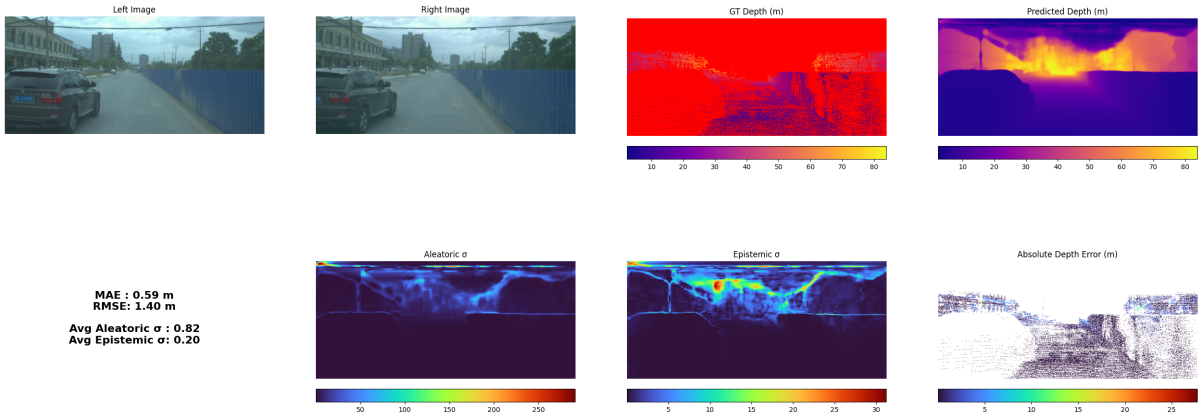 Left Image
Right Image
GT Depth (m)
Predicted Depth (m)
10 20 30 40 50 60 70 80
10 20 30 40 50 60 70 80
Aleatoric σ
Epistemic σ
Absolute Depth Error (m)
MAE : 0.59 m
RMSE: 1.40 m
Avg Aleatoric σ : 0.82
Avg Epistemic σ: 0.20
50 100 150 200 250
5 10 15 20 25 30
5 10 15 20 25